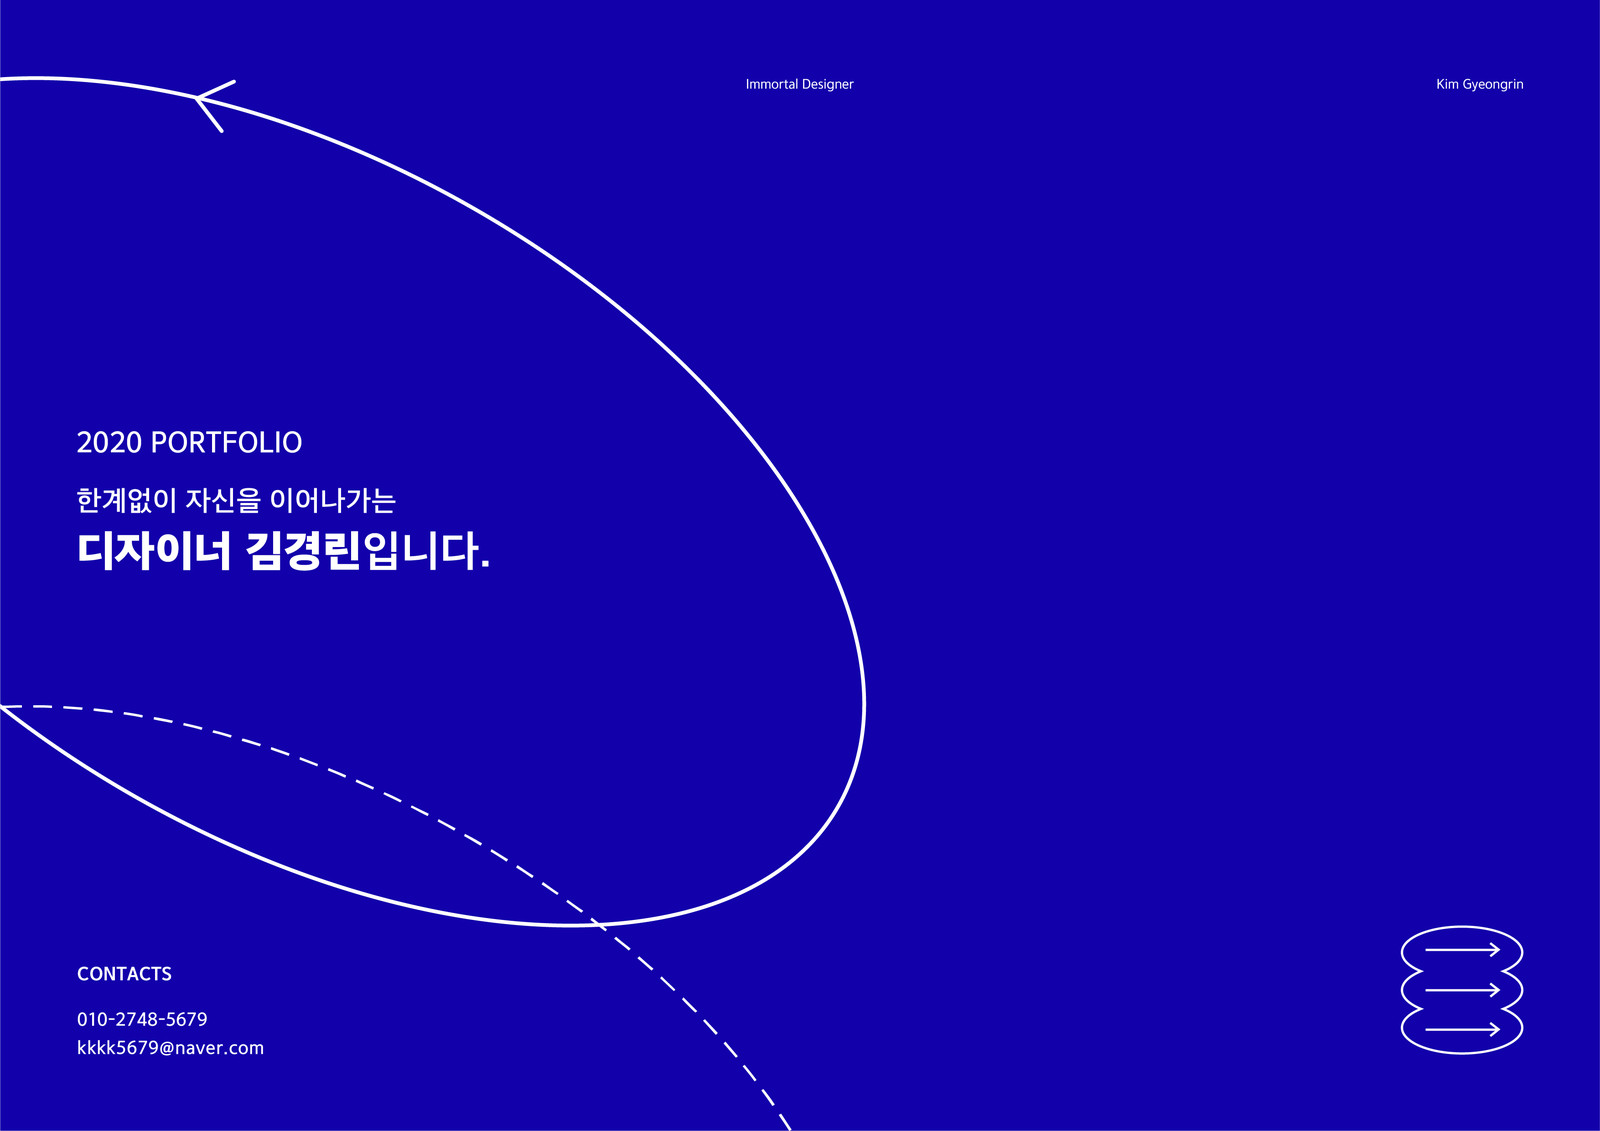 Immortal Designer
Kim Gyeongrin
2020 PORTFOLIO
한계없이 자신을 이어나가는
디자이너 김경린입니다.
CONTACTS
010-2748-5679
kkkk5679@naver.com